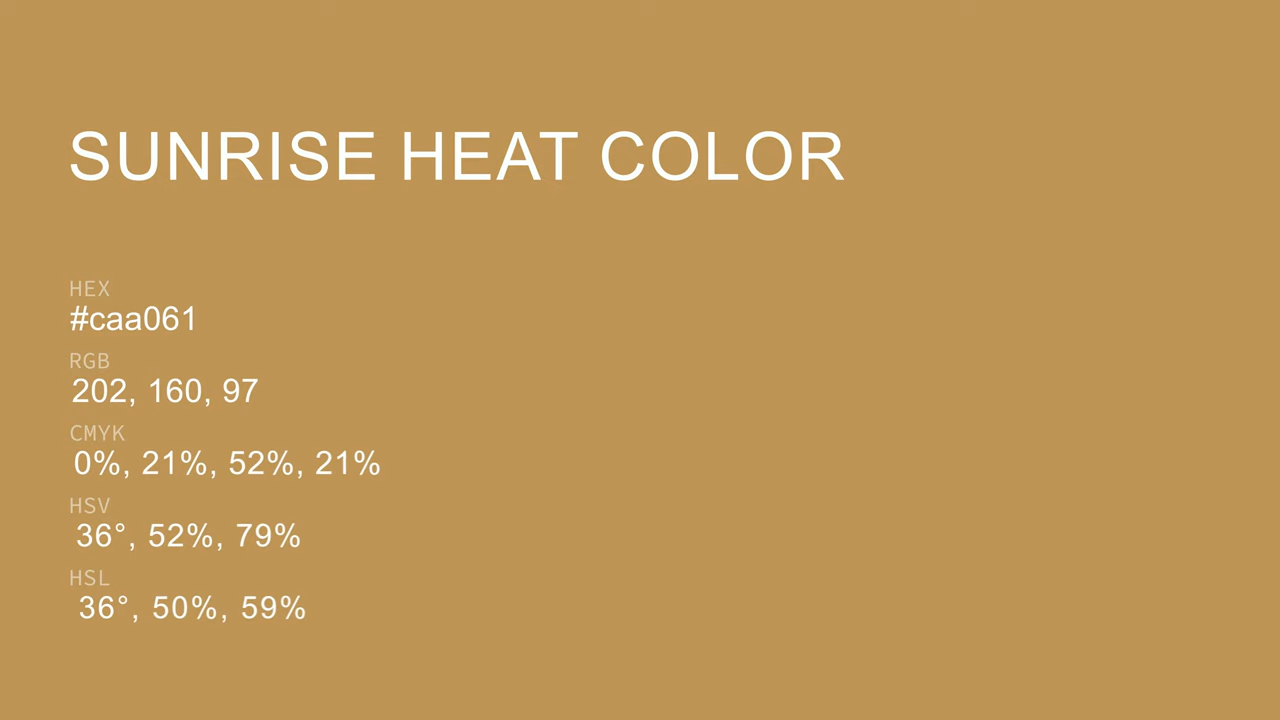 SUNRISE HEAT COLOR
HEX
#caa061
RGB
202, 160, 97
CMYK
0%, 21%, 52%, 21%
HSV
36°, 52%, 79%
HSL
36°, 50%, 59%